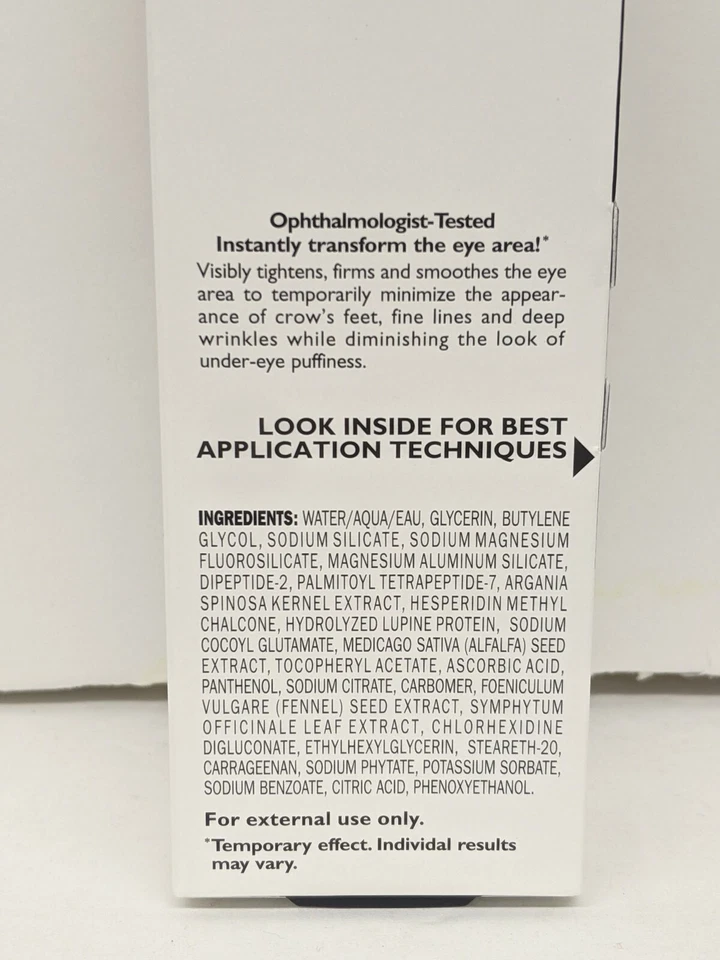 Ophthalmologist-Tested
Instantly transform the eye area!*
Visibly tightens, firms and smoothes the eye
area to temporarily minimize the appear-
ance of crow's feet, fine lines and deep
wrinkles while diminishing the look of
under-eye puffiness.
LOOK INSIDE FOR BEST
APPLICATION TECHNIQUES
INGREDIENTS: WATER/AQUA/EAU, GLYCERIN, BUTYLENE
GLYCOL, SODIUM SILICATE, SODIUM MAGNESIUM
FLUOROSILICATE, MAGNESIUM ALUMINUM SILICATE,
DIPEPTIDE-2, PALMITOYL TETRAPEPTIDE-7, ARGANIA
SPINOSA KERNEL EXTRACT, HESPERIDIN METHYL
CHALCONE, HYDROLYZED LUPINE PROTEIN, SODIUM
COCOYL GLUTAMATE, MEDICAGO SATIVA (ALFALFA) SEED
EXTRACT, TOCOPHERYL ACETATE, ASCORBIC ACID,
PANTHENOL, SODIUM CITRATE, CARBOMER, FOENICULUM
VULGARE (FENNEL) SEED EXTRACT, SYMPHYTUM
OFFICINALE LEAF EXTRACT, CHLORHEXIDINE
DIGLUCONATE, ETHYLHEXYLGLYCERIN, STEARETH-20,
CARRAGEENAN, SODIUM PHYTATE, POTASSIUM SORBATE,
SODIUM BENZOATE, CITRIC ACID, PHENOXYETHANOL.
For external use only.
*Temporary effect. Individal results
may vary.